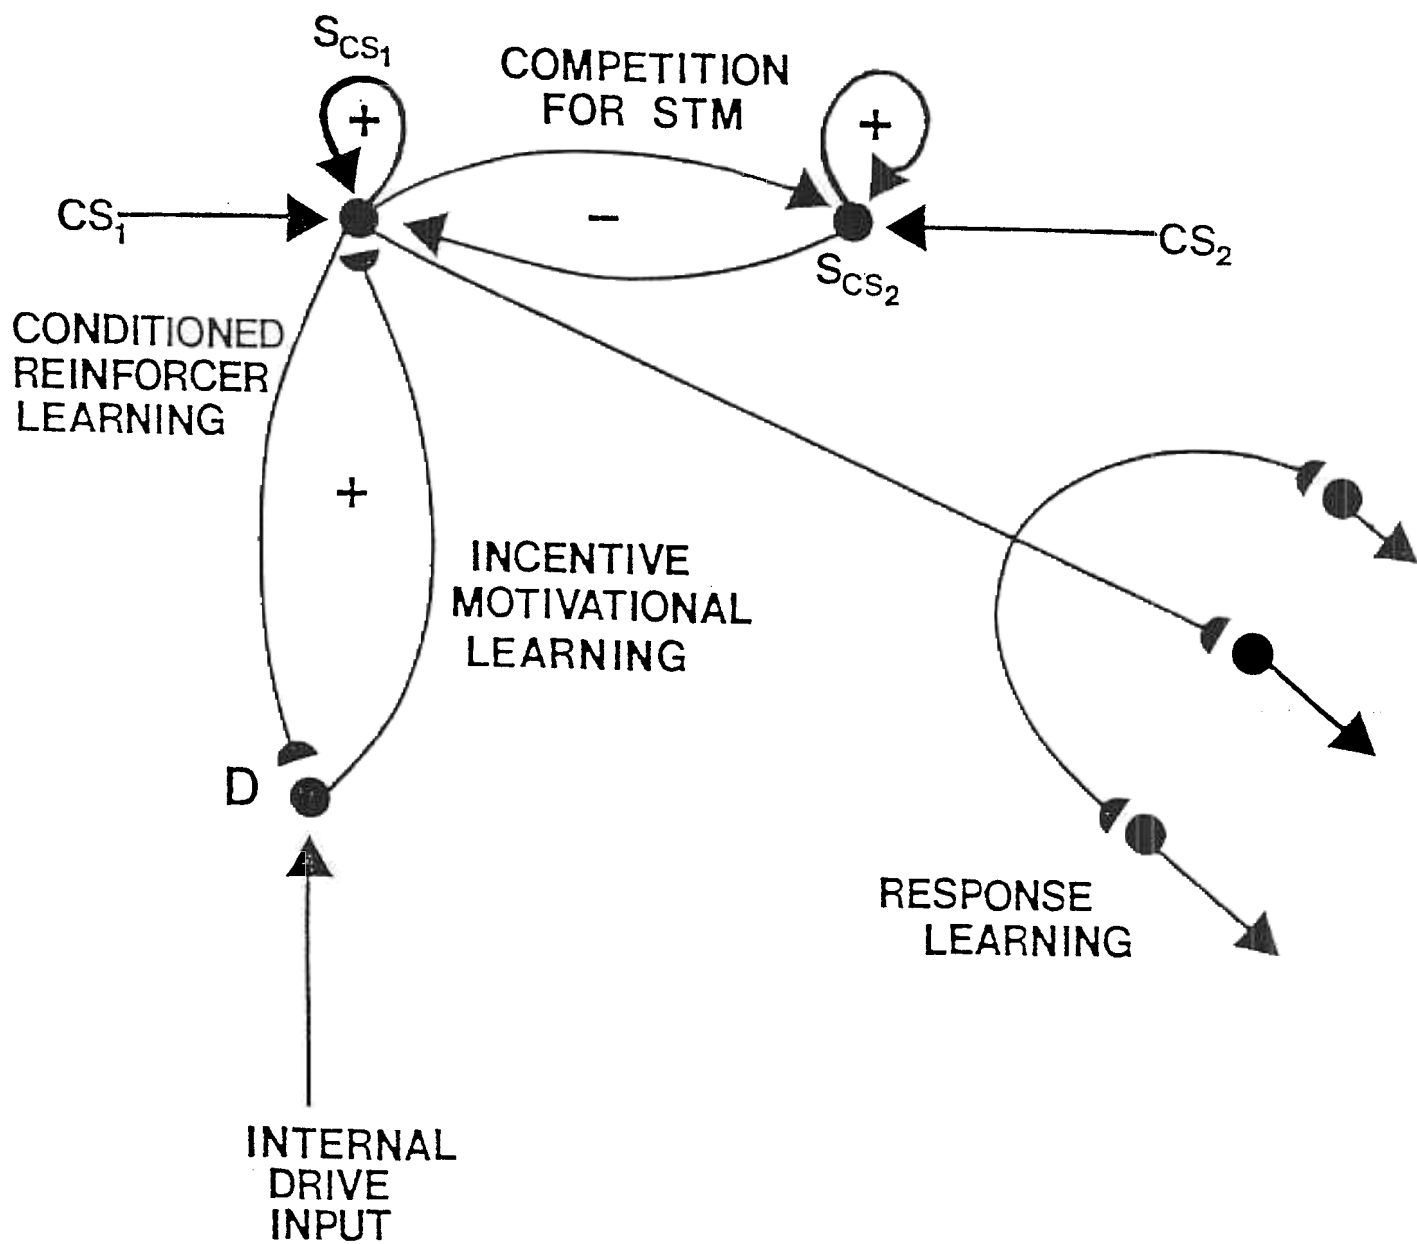 S_CS₁
COMPETITION
FOR STM
+
+
CS₁
−
CS₂
S_CS₂
CONDITIONED
REINFORCER
LEARNING
+
INCENTIVE
MOTIVATIONAL
LEARNING
D
RESPONSE
LEARNING
INTERNAL
DRIVE
INPUT